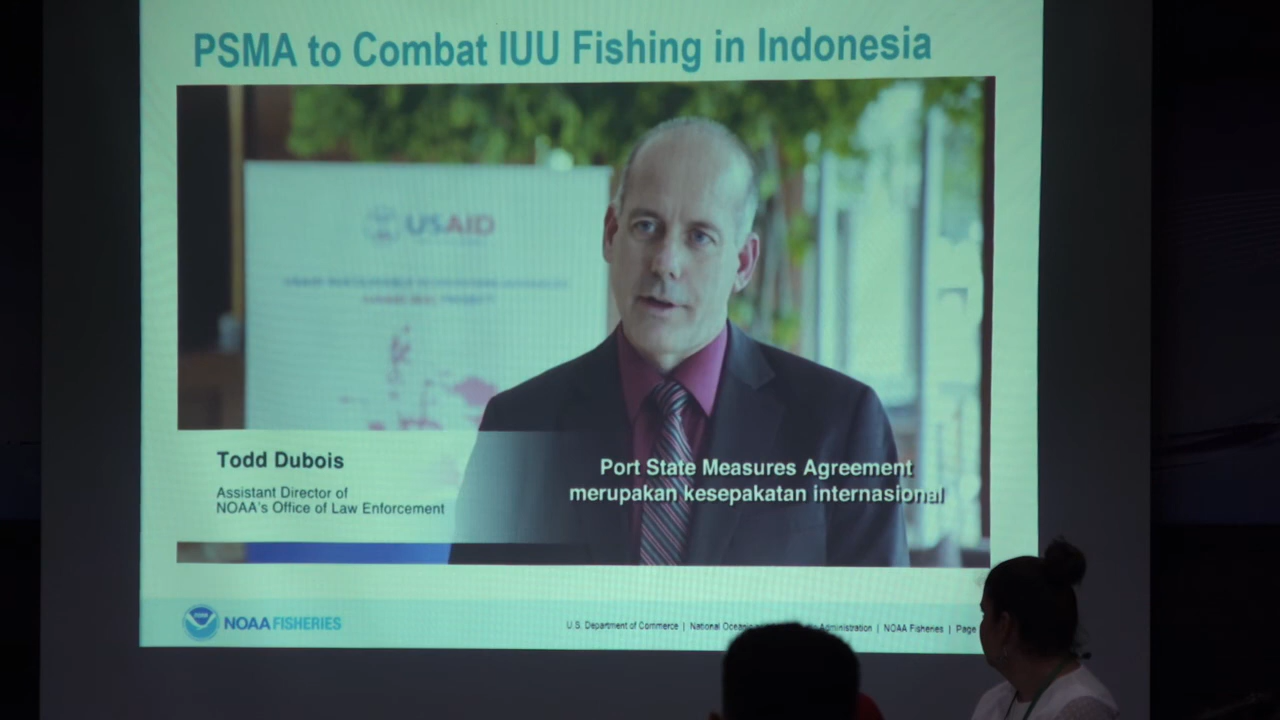 PSMA to Combat IUU Fishing in Indonesia
USAID
Todd Dubois
Assistant Director of
NOAA's Office of Law Enforcement
Port State Measures Agreement
merupakan kesepakatan internasional
NOAA FISHERIES
U.S. Department of Commerce | National Administration | NOAA Fisheries | Page